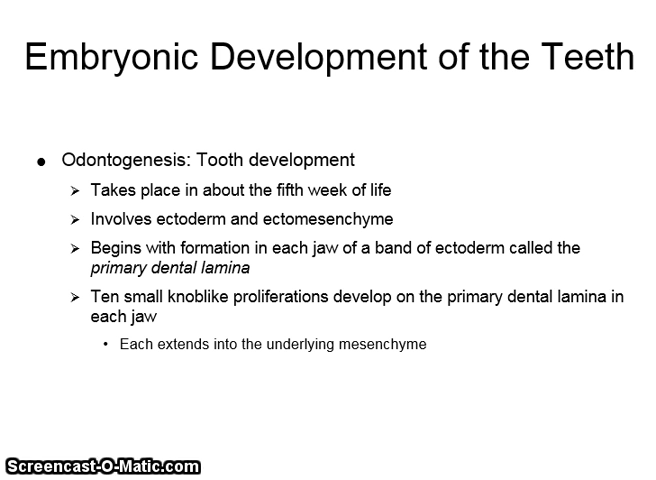 Embryonic Development of the Teeth
● Odontogenesis: Tooth development
➢ Takes place in about the fifth week of life
➢ Involves ectoderm and ectomesenchyme
➢ Begins with formation in each jaw of a band of ectoderm called the
primary dental lamina
➢ Ten small knoblike proliferations develop on the primary dental lamina in
each jaw
• Each extends into the underlying mesenchyme
Screencast-O-Matic.com